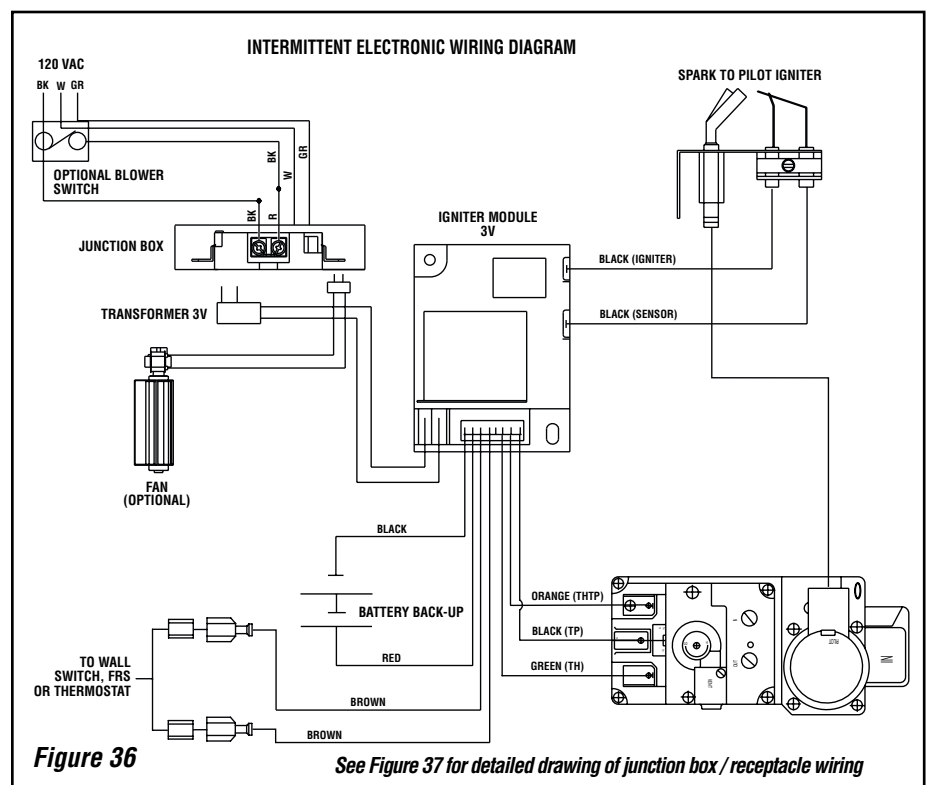 INTERMITTENT ELECTRONIC WIRING DIAGRAM
120 VAC
BK W GR
SPARK TO PILOT IGNITER
OPTIONAL BLOWER
SWITCH
BK
W
GR
BK
R
JUNCTION BOX
IGNITER MODULE
3V
BLACK (IGNITER)
TRANSFORMER 3V
BLACK (SENSOR)
FAN
(OPTIONAL)
BLACK
BATTERY BACK-UP
RED
ORANGE (THTP)
BLACK (TP)
GREEN (TH)
PILOT
OUT
TO WALL
SWITCH, FRS
OR THERMOSTAT
BROWN
BROWN
Figure 36
See Figure 37 for detailed drawing of junction box / receptacle wiring